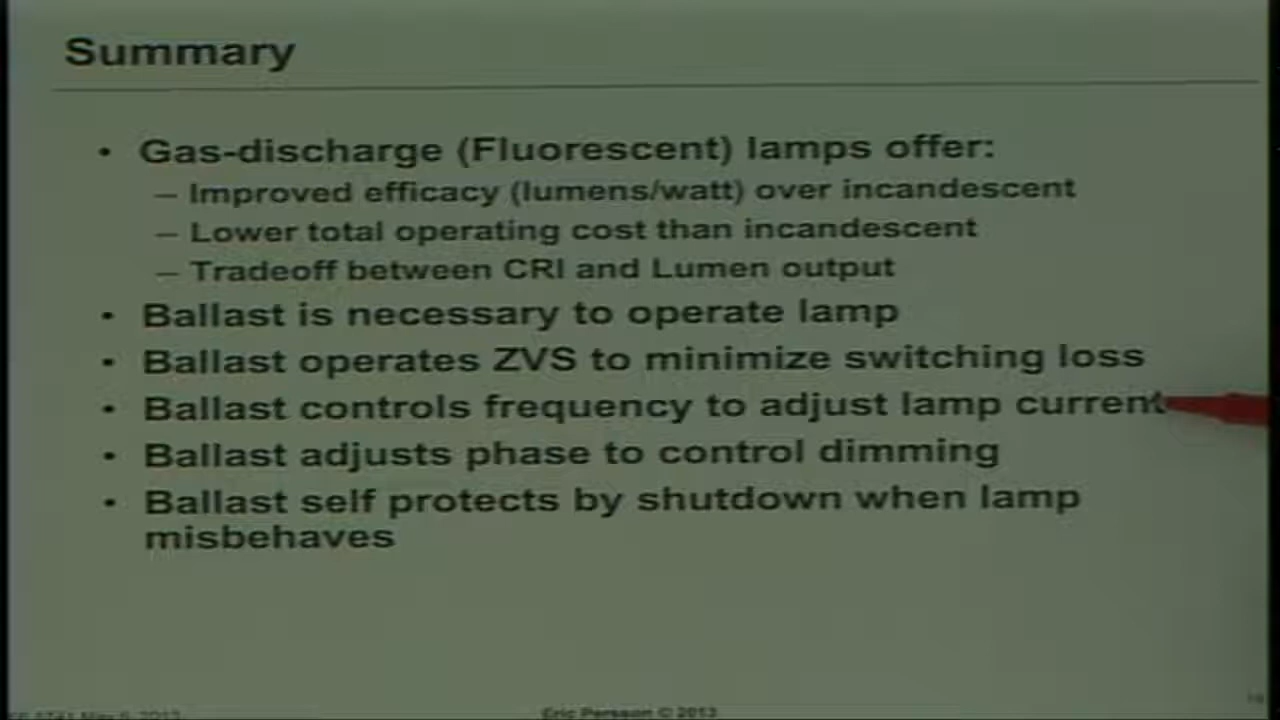 Summary
• Gas-discharge (Fluorescent) lamps offer:
– Improved efficacy (lumens/watt) over incandescent
– Lower total operating cost than incandescent
– Tradeoff between CRI and Lumen output
• Ballast is necessary to operate lamp
• Ballast operates ZVS to minimize switching loss
• Ballast controls frequency to adjust lamp current
• Ballast adjusts phase to control dimming
• Ballast self protects by shutdown when lamp
misbehaves
Eric Persson © 2013